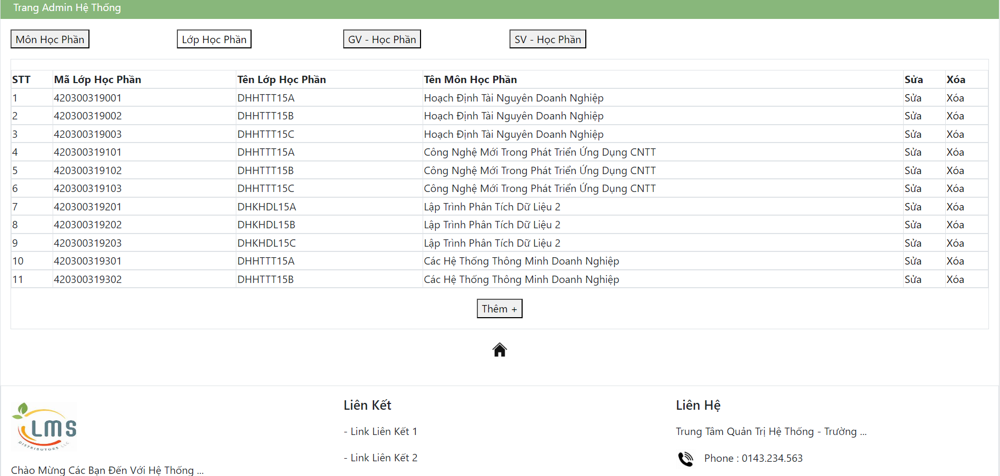 Trang Admin Hệ Thống
Môn Học Phần Lớp Học Phần GV - Học Phần SV - Học Phần
STT Mã Lớp Học Phần Tên Lớp Học Phần Tên Môn Học Phần Sửa Xóa
1 420300319001 DHHTTT15A Hoạch Định Tài Nguyên Doanh Nghiệp Sửa Xóa
2 420300319002 DHHTTT15B Hoạch Định Tài Nguyên Doanh Nghiệp Sửa Xóa
3 420300319003 DHHTTT15C Hoạch Định Tài Nguyên Doanh Nghiệp Sửa Xóa
4 420300319101 DHHTTT15A Công Nghệ Mới Trong Phát Triển Ứng Dụng CNTT Sửa Xóa
5 420300319102 DHHTTT15B Công Nghệ Mới Trong Phát Triển Ứng Dụng CNTT Sửa Xóa
6 420300319103 DHHTTT15C Công Nghệ Mới Trong Phát Triển Ứng Dụng CNTT Sửa Xóa
7 420300319201 DHKHDL15A Lập Trình Phân Tích Dữ Liệu 2 Sửa Xóa
8 420300319202 DHKHDL15B Lập Trình Phân Tích Dữ Liệu 2 Sửa Xóa
9 420300319203 DHKHDL15C Lập Trình Phân Tích Dữ Liệu 2 Sửa Xóa
10 420300319301 DHHTTT15A Các Hệ Thống Thông Minh Doanh Nghiệp Sửa Xóa
11 420300319302 DHHTTT15B Các Hệ Thống Thông Minh Doanh Nghiệp Sửa Xóa
Thêm +
LMS
DISTRIBUTORS LLC
Chào Mừng Các Bạn Đến Với Hệ Thống ...
Liên Kết
- Link Liên Kết 1
- Link Liên Kết 2
Liên Hệ
Trung Tâm Quản Trị Hệ Thống - Trường ...
Phone : 0143.234.563